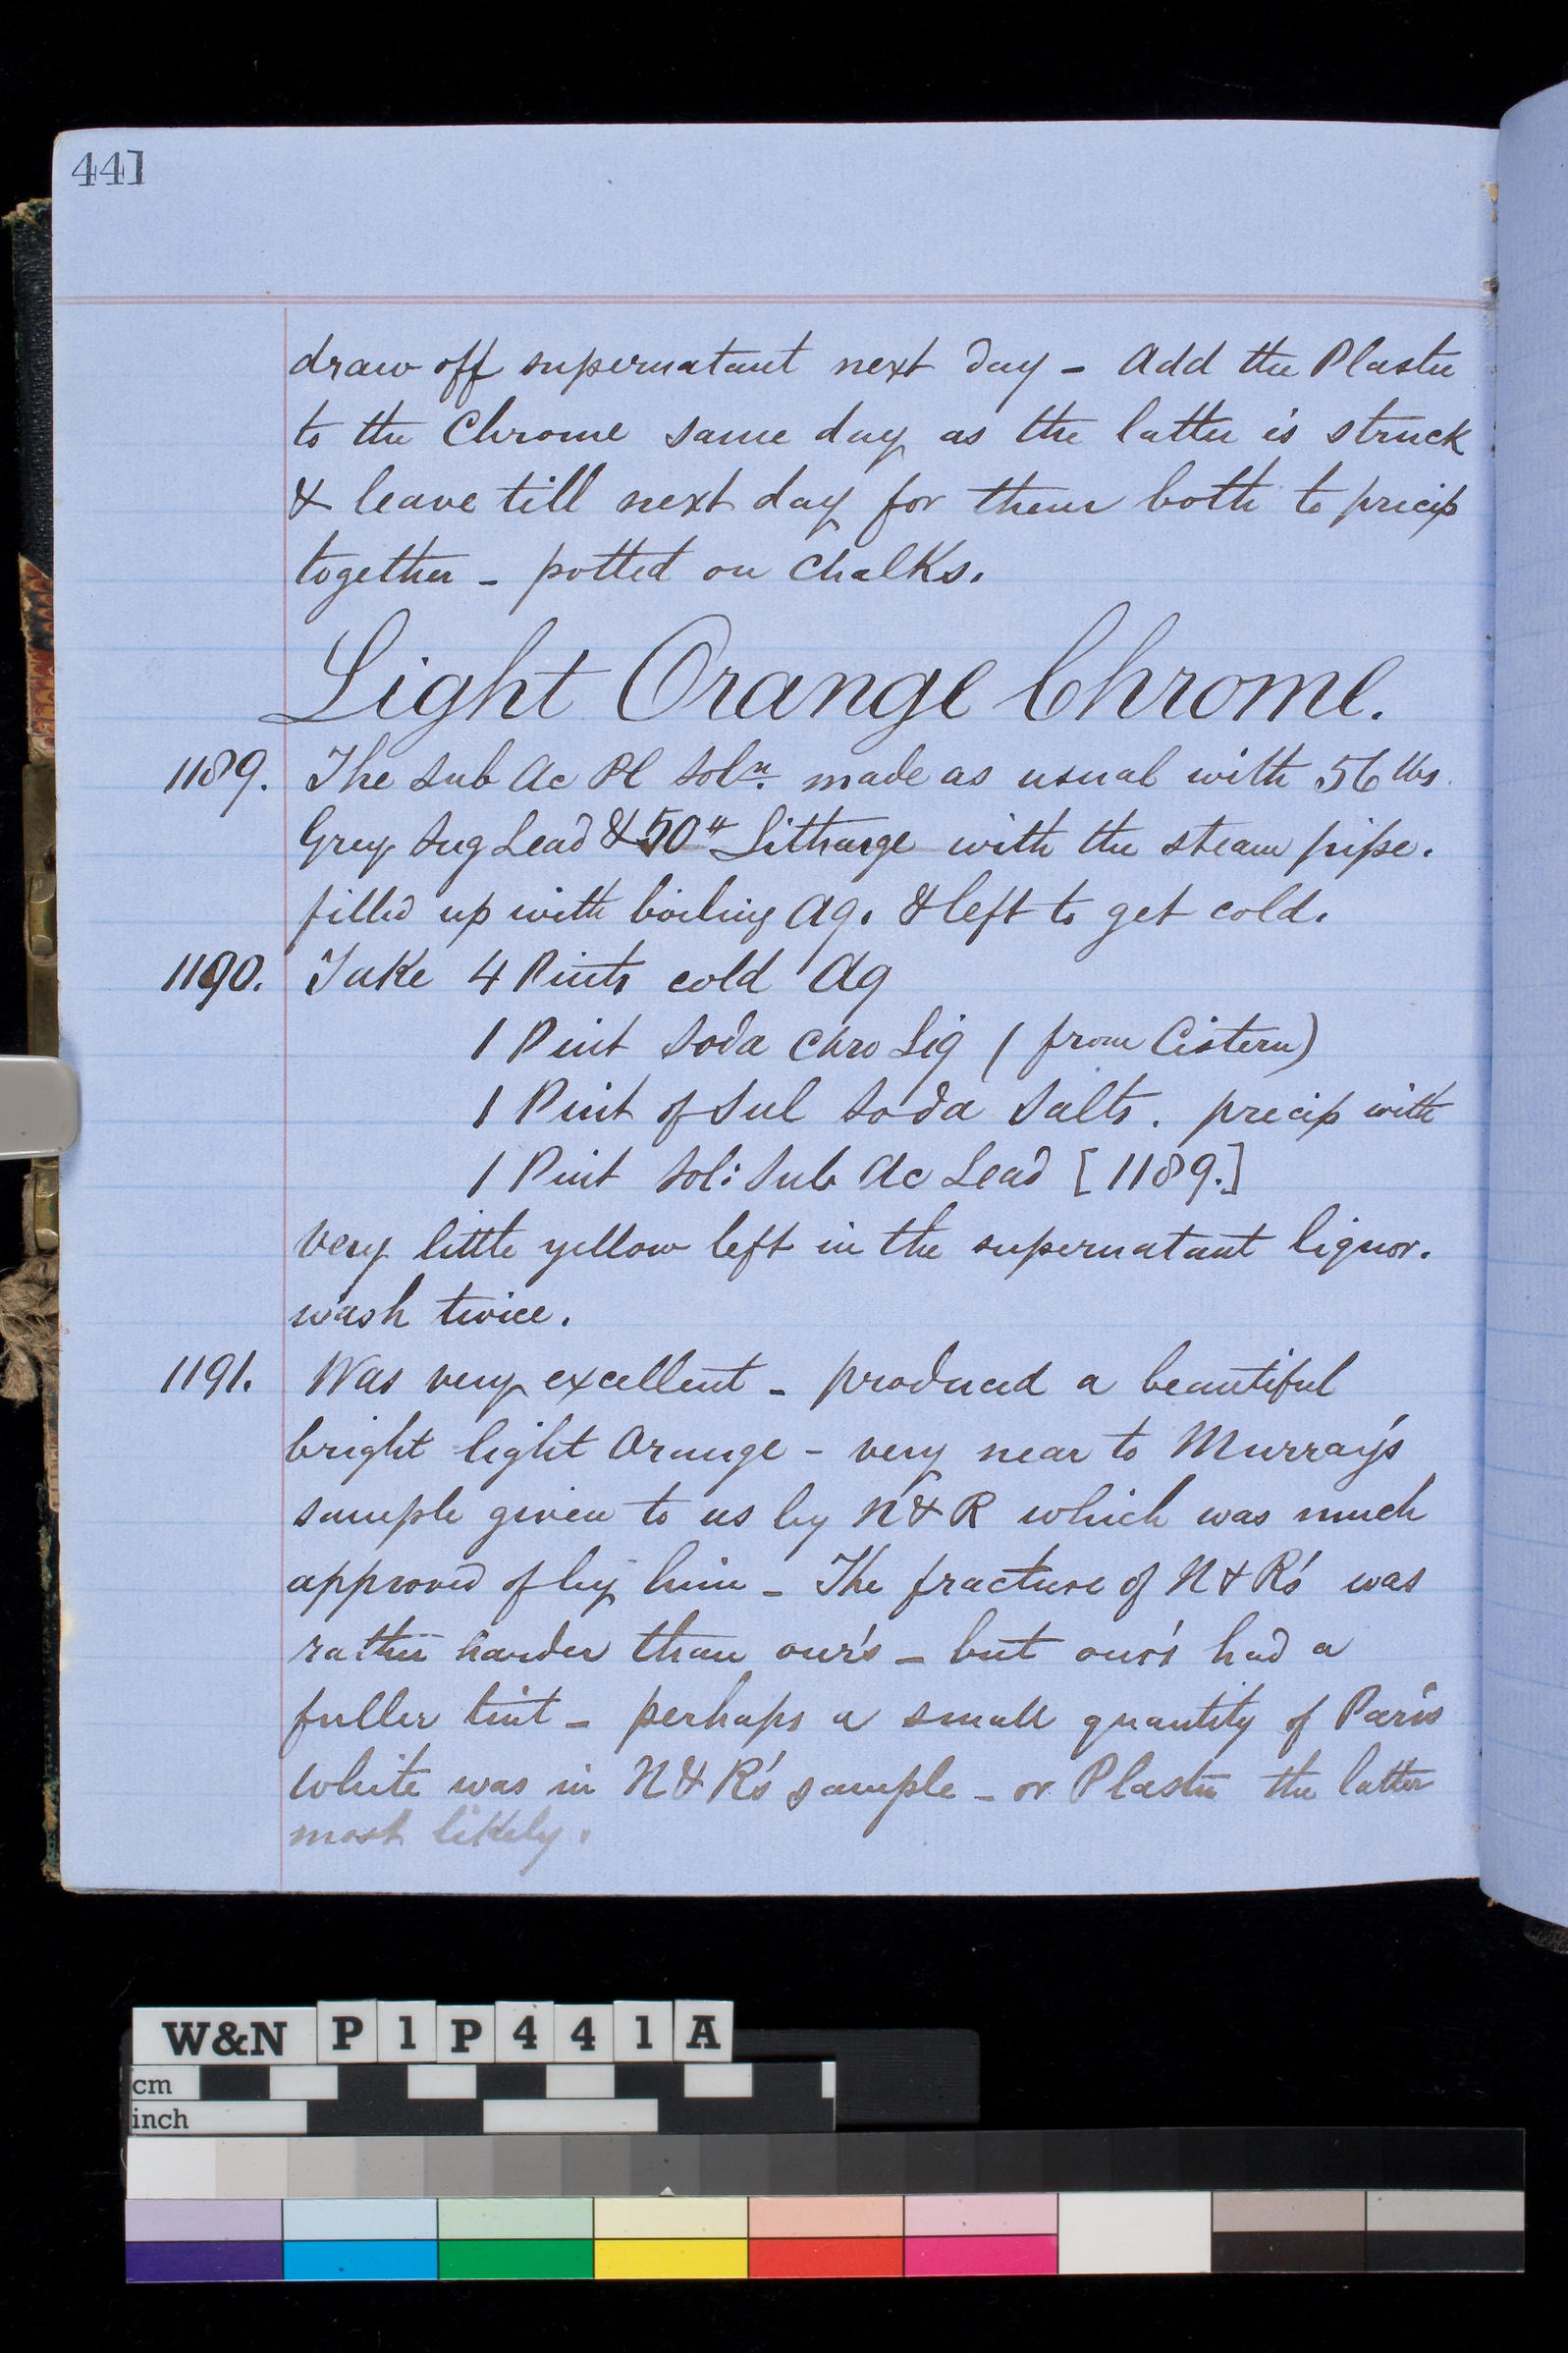 441
draw off supernatant next day - Add the Plaster
to the Chrome same day as the latter is struck
& leave till next day for them both to precip
together - potted on Chalks.
Light Orange Chrome.
1189. The Sub Ac Pl Soln. made as usual with 56 lbs.
Grey Sug Lead & 50" Litharge with the steam pipe.
filled up with boiling Aq. & left to get cold.
1190. Take 4 Pints cold Aq
1 Pint Soda Chro Liq (from Cistern)
1 Pint of Sul Soda Salts. precip with
1 Pint Sol: Sub Ac Lead [1189.]
very little yellow left in the supernatant liquor.
wash twice.
1191. Was very excellent - produced a beautiful
bright light Orange - very near to Murray's
sample given to us by N & R which was much
approved of by him - The fracture of N & R's was
rather harder than our's - but our's had a
fuller tint - perhaps a small quantity of Paris
White was in N & R's sample - or Plaster the latter
most likely.
W&N P1P441A
cm
inch